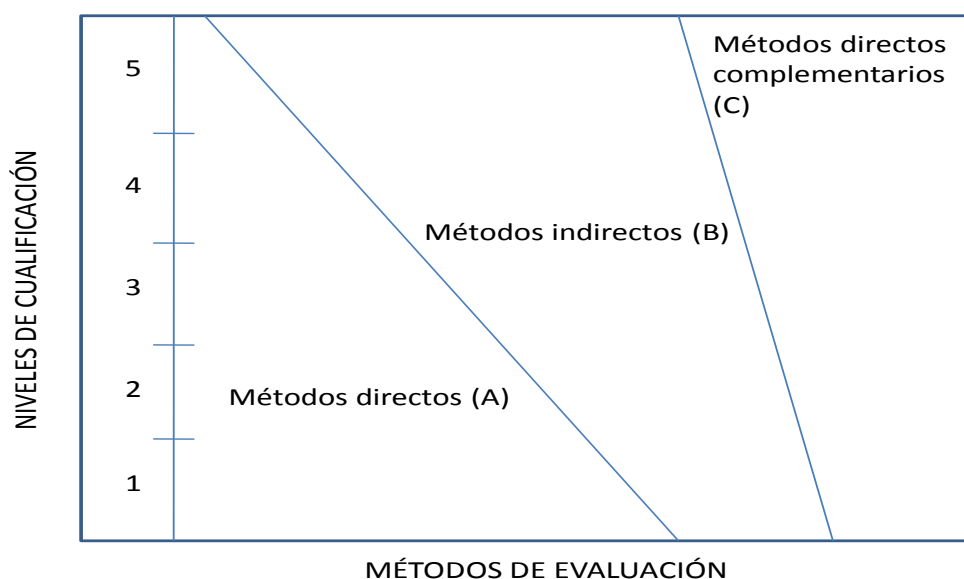 Métodos directos
complementarios
(C)
5
4
Métodos indirectos (B)
3
2
Métodos directos (A)
1
NIVELES DE CUALIFICACIÓN
MÉTODOS DE EVALUACIÓN